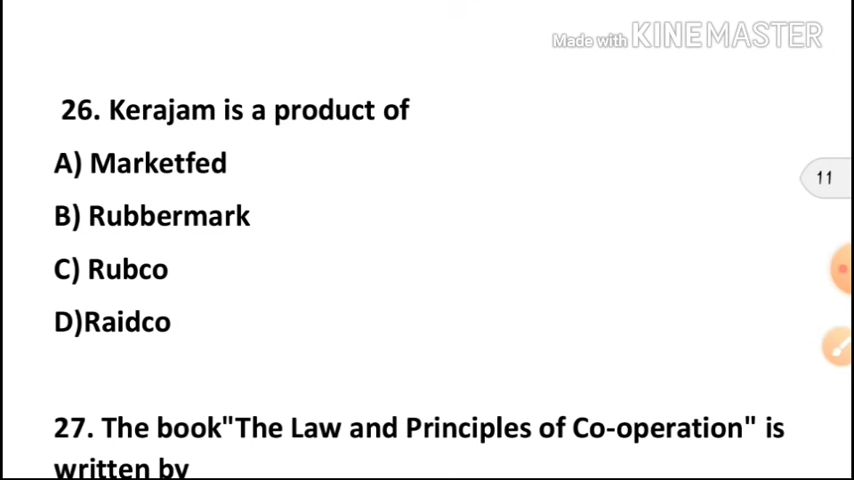 Made with KINEMASTER
26. Kerajam is a product of
A) Marketfed
11
B) Rubbermark
C) Rubco
D)Raidco
27. The book"The Law and Principles of Co-operation" is
written by